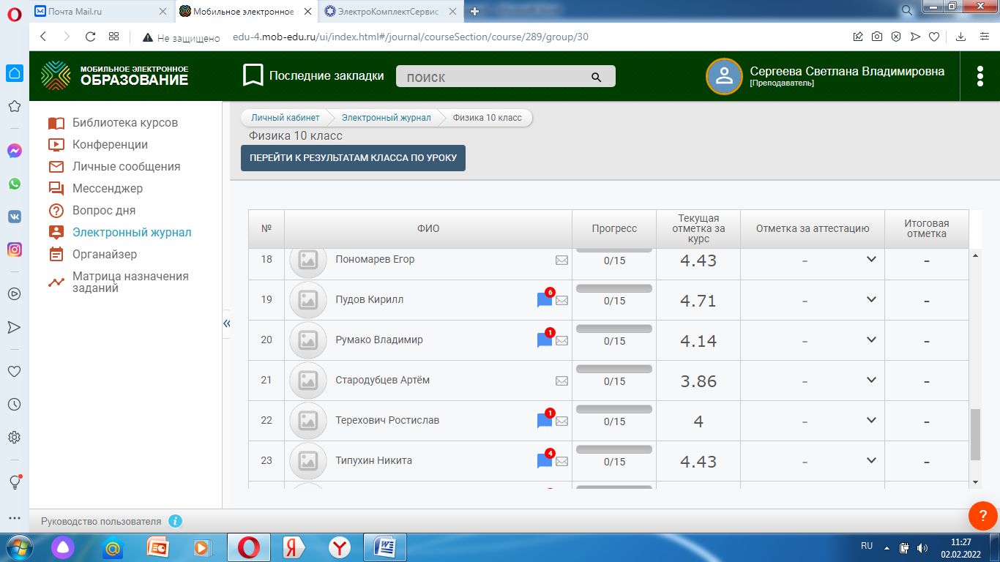 Почта Mail.ru
Мобильное электронное
ЭлектроКомплектСервис
Не защищено
edu-4.mob-edu.ru/ui/index.html#/journal/courseSection/course/289/group/30
МОБИЛЬНОЕ ЭЛЕКТРОННОЕ
ОБРАЗОВАНИЕ
Последние закладки
поиск
Сергеева Светлана Владимировна
[Преподаватель]
Библиотека курсов
Конференции
Личные сообщения
Мессенджер
Вопрос дня
Электронный журнал
Органайзер
Матрица назначения
заданий
Личный кабинет
Электронный журнал
Физика 10 класс
Физика 10 класс
ПЕРЕЙТИ К РЕЗУЛЬТАТАМ КЛАССА ПО УРОКУ
№ ФИО Прогресс Текущая отметка за курс Отметка за аттестацию Итоговая отметка
18 Пономарев Егор 0/15 4.43 - -
19 Пудов Кирилл 6 0/15 4.71 - -
20 Румако Владимир 1 0/15 4.14 - -
21 Стародубцев Артём 0/15 3.86 - -
22 Терехович Ростислав 1 0/15 4 - -
23 Типухин Никита 4 0/15 4.43 - -
«
Руководство пользователя i
?
RU
11:27
02.02.2022